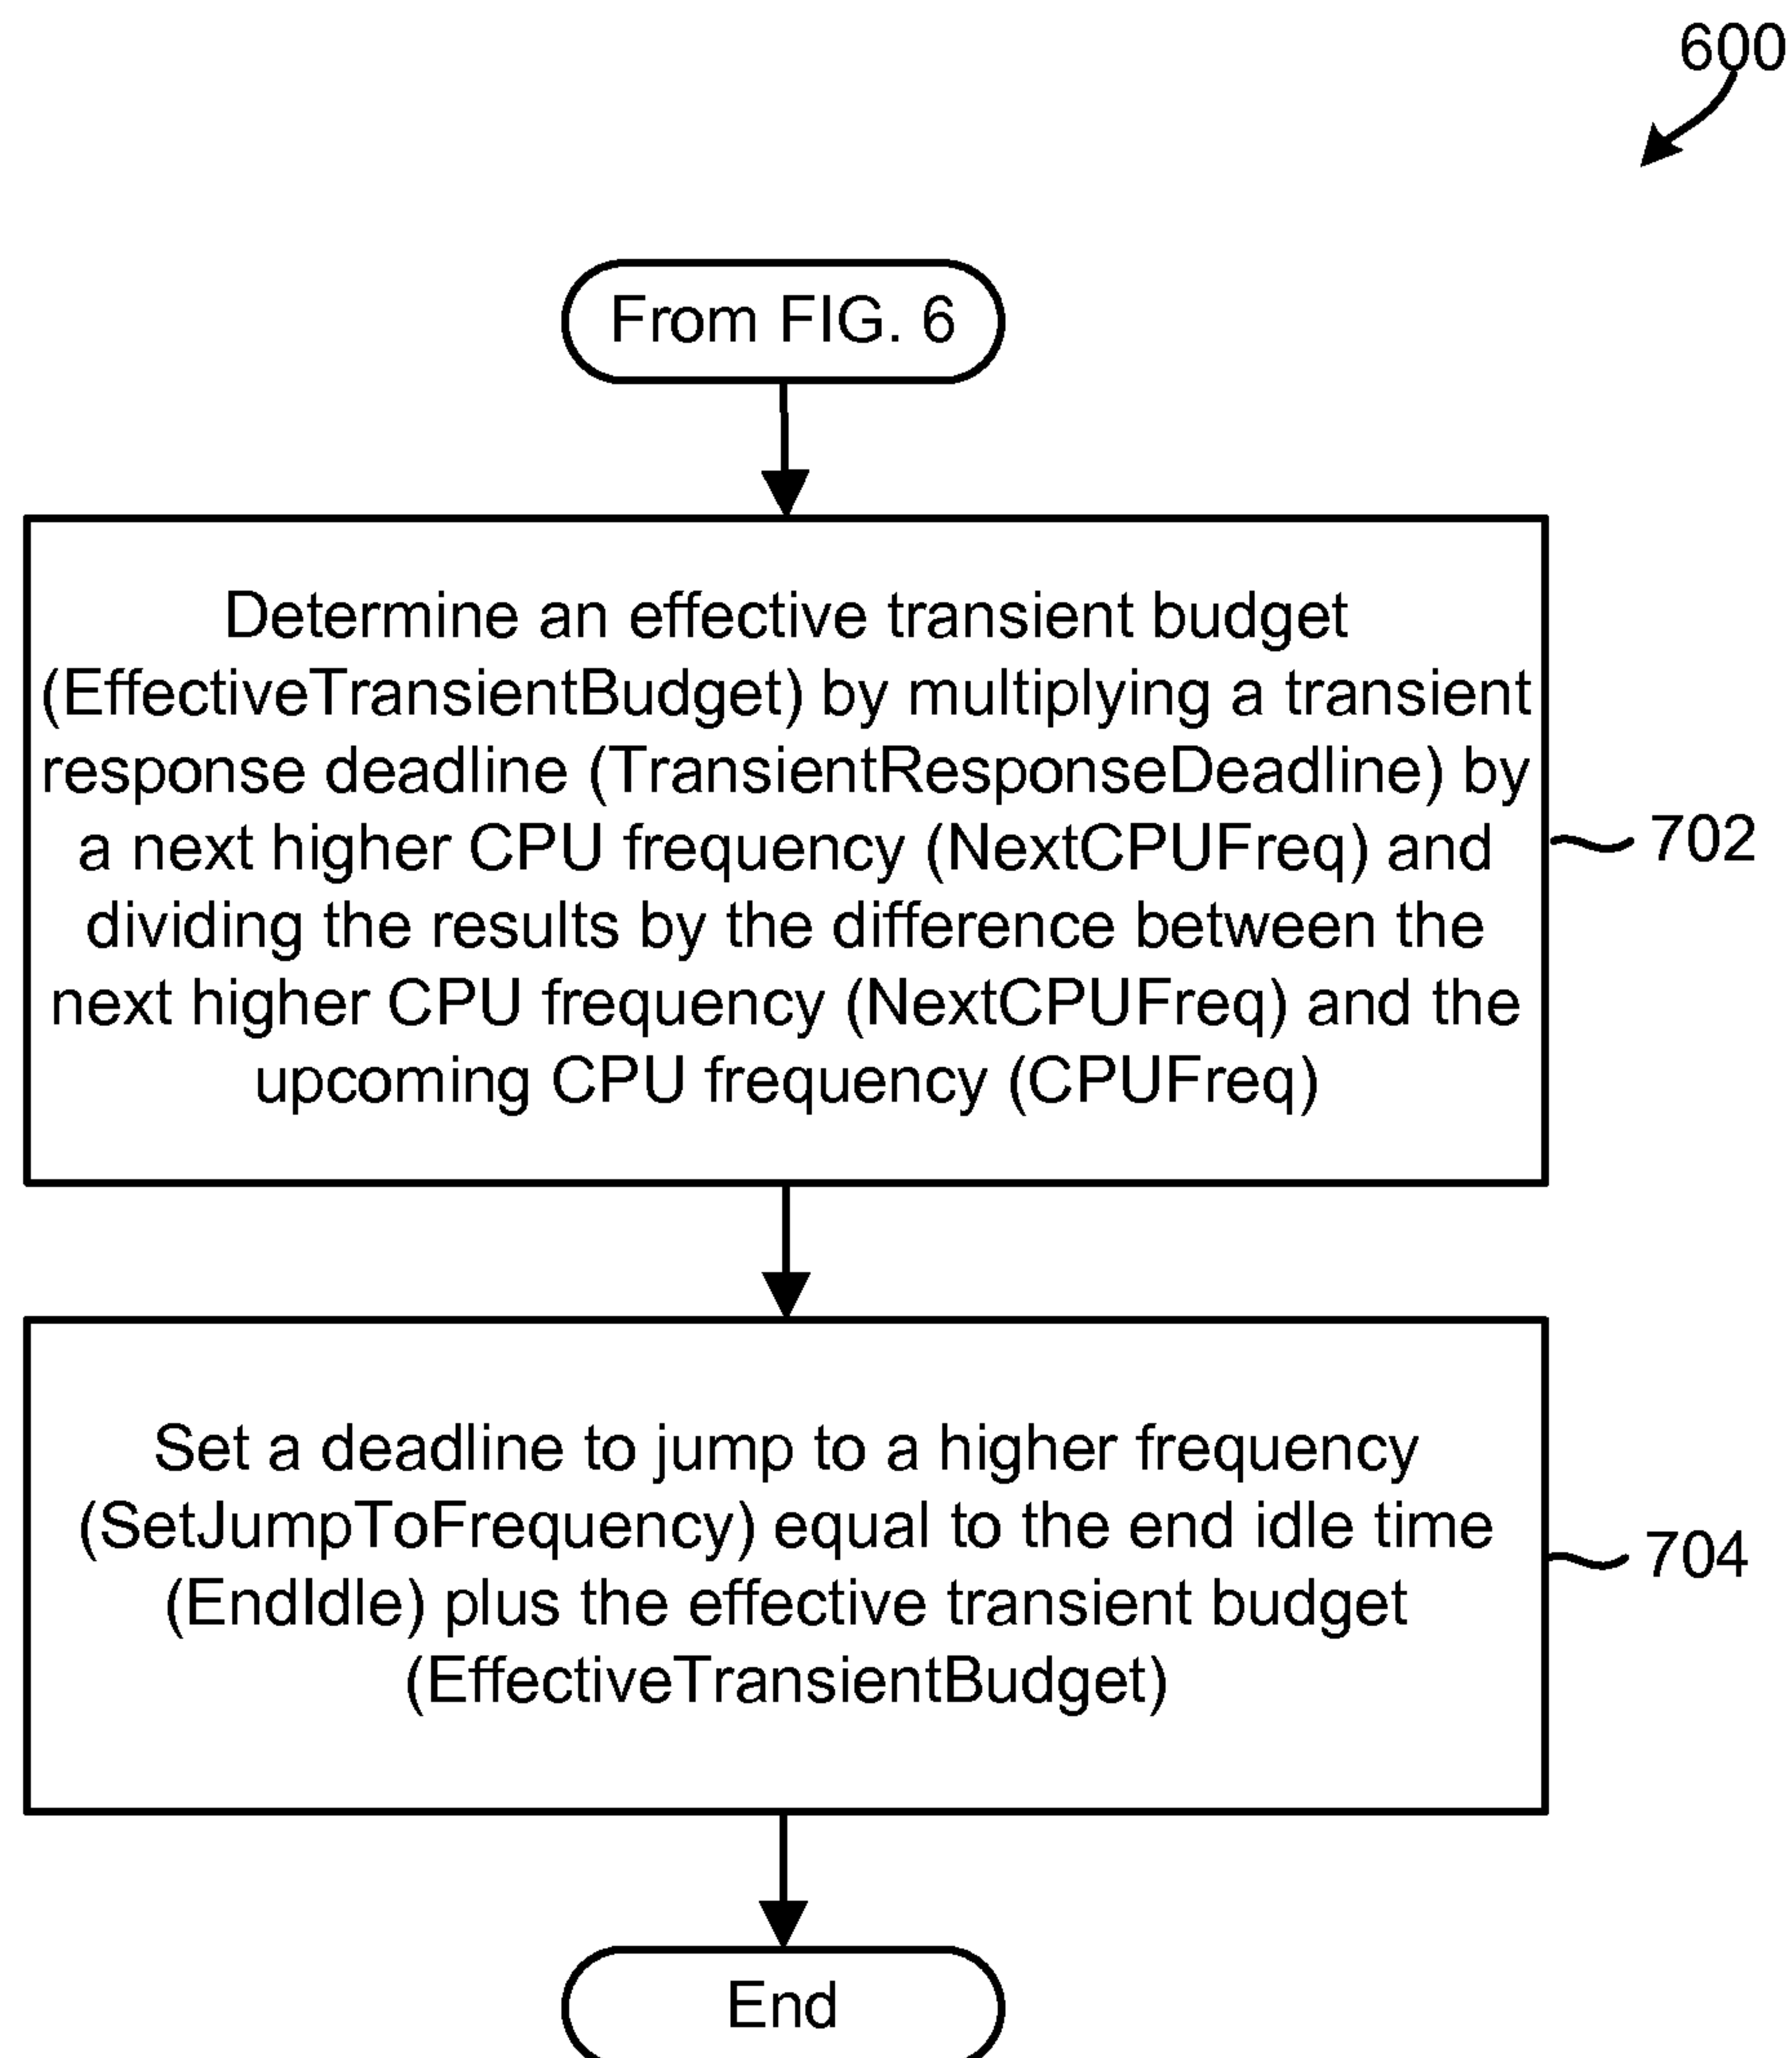 600
From FIG. 6
Determine an effective transient budget
(EffectiveTransientBudget) by multiplying a transient
response deadline (TransientResponseDeadline) by
a next higher CPU frequency (NextCPUFreq) and
dividing the results by the difference between the
next higher CPU frequency (NextCPUFreq) and the
upcoming CPU frequency (CPUFreq)
702
Set a deadline to jump to a higher frequency
(SetJumpToFrequency) equal to the end idle time
(EndIdle) plus the effective transient budget
(EffectiveTransientBudget)
704
End